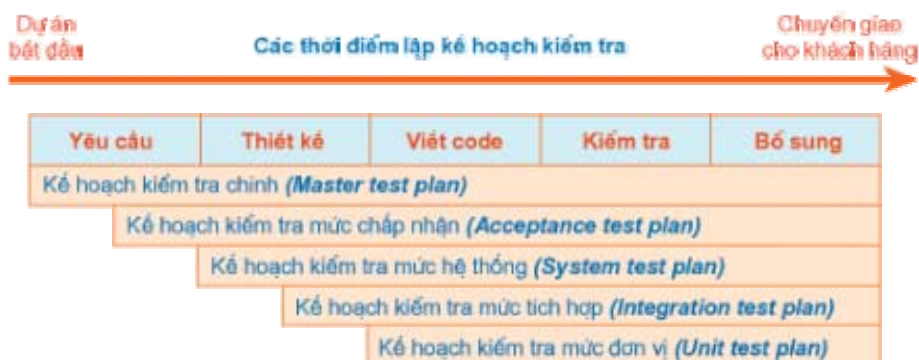 Dự án
bắt đầu
Các thời điểm lập kế hoạch kiểm tra
Chuyển giao
cho khách hàng
Yêu cầu
Thiết kế
Viết code
Kiểm tra
Bổ sung
Kế hoạch kiểm tra chính (Master test plan)
Kế hoạch kiểm tra mức chấp nhận (Acceptance test plan)
Kế hoạch kiểm tra mức hệ thống (System test plan)
Kế hoạch kiểm tra mức tích hợp (Integration test plan)
Kế hoạch kiểm tra mức đơn vị (Unit test plan)